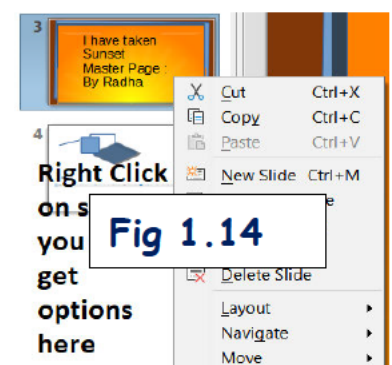 3
I have taken
Sunset
Master Page :
By Radha
Cut Ctrl+X
Copy Ctrl+C
Paste Ctrl+V
4
New Slide Ctrl+M
Right Click
on s
you
get
options
here
Fig 1.14
Delete Slide
Layout
Navigate
Move